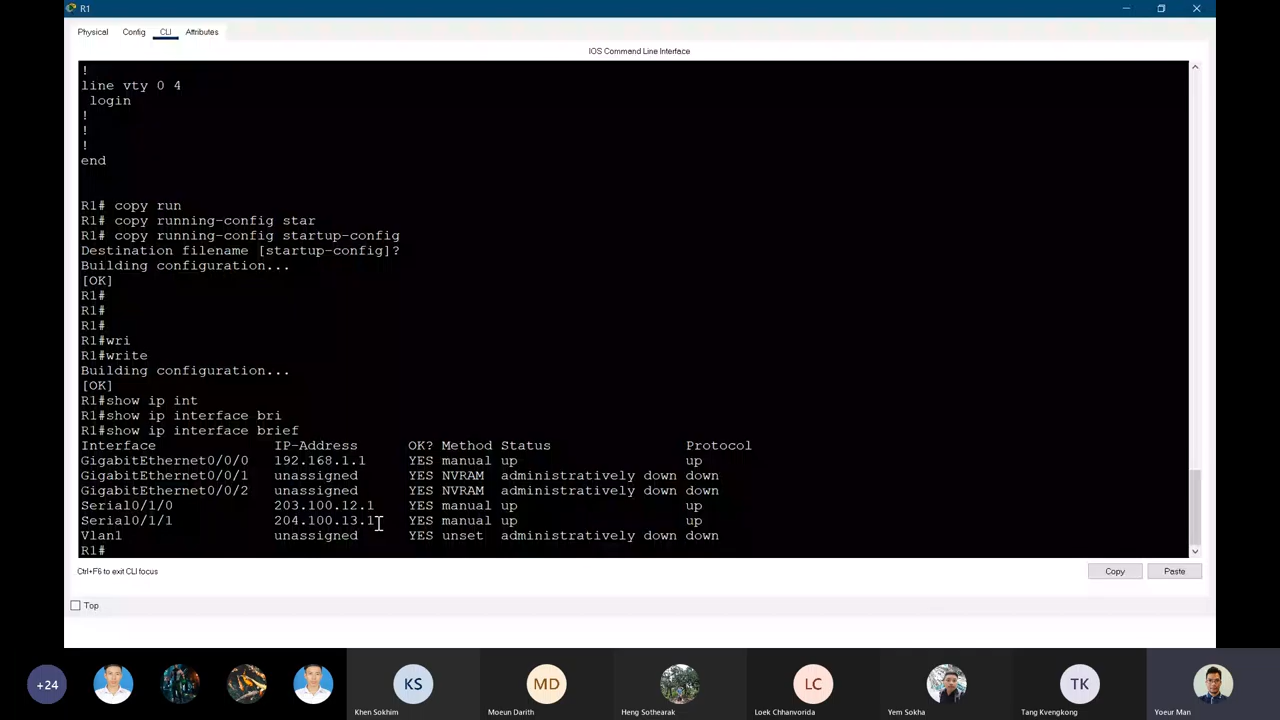 R1
Physical Config CLI Attributes
IOS Command Line Interface
!
line vty 0 4
login
!
!
!
end
R1# copy run
R1# copy running-config star
R1# copy running-config startup-config
Destination filename [startup-config]?
Building configuration...
[OK]
R1#
R1#
R1#
R1#wri
R1#write
Building configuration...
[OK]
R1#show ip int
R1#show ip interface bri
R1#show ip interface brief
Interface IP-Address OK? Method Status Protocol
GigabitEthernet0/0/0 192.168.1.1 YES manual up up
GigabitEthernet0/0/1 unassigned YES NVRAM administratively down down
GigabitEthernet0/0/2 unassigned YES NVRAM administratively down down
Serial0/1/0 203.100.12.1 YES manual up up
Serial0/1/1 204.100.13.1 YES manual up up
Vlan1 unassigned YES unset administratively down down
R1#
Ctrl+F6 to exit CLI focus
Copy Paste
Top
+24 KS MD LC TK
Khen Sokhim Moeun Darith Heng Sothearak Loek Chhanvorida Yem Sokha Tang Kvengkong Yoeur Man